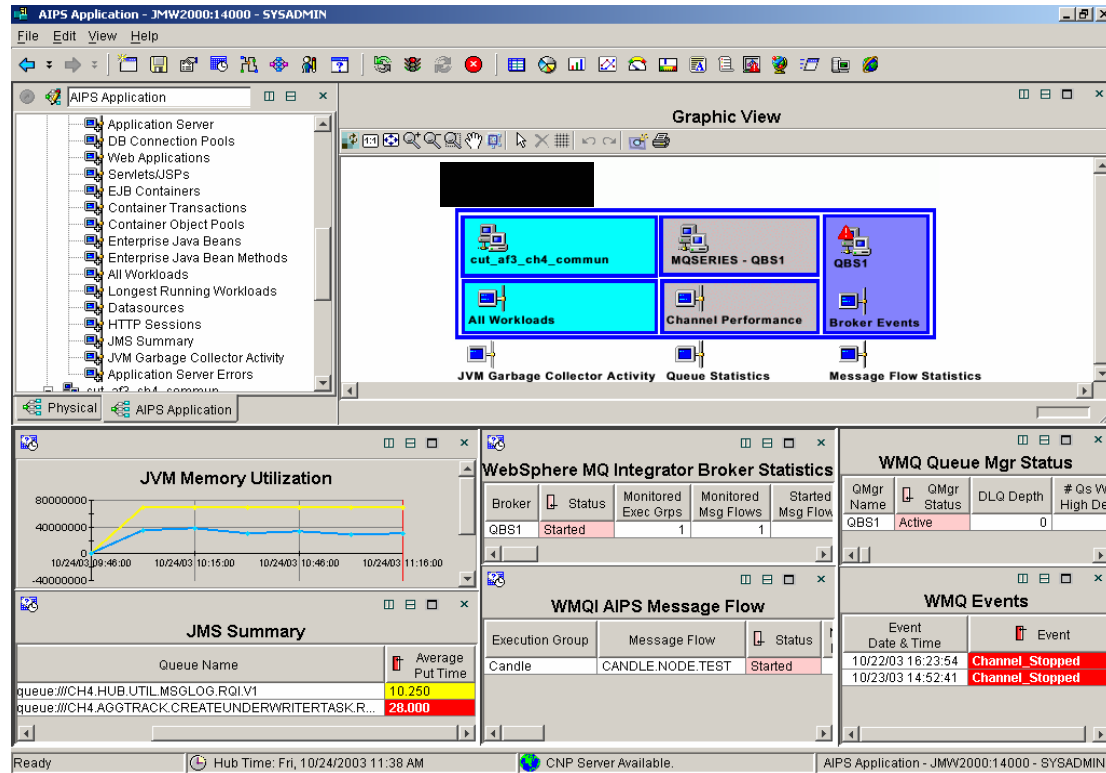 AIPS Application - JMW2000:14000 - SYSADMIN
File Edit View Help
AIPS Application
Application Server
DB Connection Pools
Web Applications
Servlets/JSPs
EJB Containers
Container Transactions
Container Object Pools
Enterprise Java Beans
Enterprise Java Bean Methods
All Workloads
Longest Running Workloads
Datasources
HTTP Sessions
JMS Summary
JVM Garbage Collector Activity
Application Server Errors
cut_af3_ch4_commun
Physical
AIPS Application
Graphic View
1:1
cut_af3_ch4_commun
MQSERIES - QBS1
QBS1
All Workloads
Channel Performance
Broker Events
JVM Garbage Collector Activity
Queue Statistics
Message Flow Statistics
JVM Memory Utilization
80000000
40000000
0
-40000000
10/24/03 09:46:00 10/24/03 10:15:00 10/24/03 10:46:00 10/24/03 11:16:00
WebSphere MQ Integrator Broker Statistics
Broker Status Monitored Exec Grps Monitored Msg Flows Started Msg Flow
QBS1 Started 1 1
WMQ Queue Mgr Status
QMgr Name QMgr Status DLQ Depth # Qs W High De
QBS1 Active 0
JMS Summary
Queue Name Average Put Time
queue:///CH4.HUB.UTIL.MSGLOG.RQI.V1 10.250
queue:///CH4.AGGTRACK.CREATEUNDERWRITERTASK.R... 28.000
WMQI AIPS Message Flow
Execution Group Message Flow Status
Candle CANDLE.NODE.TEST Started
WMQ Events
Event Date & Time Event
10/22/03 16:23:54 Channel_Stopped
10/23/03 14:52:41 Channel_Stopped
Ready
Hub Time: Fri, 10/24/2003 11:38 AM
CNP Server Available.
AIPS Application - JMW2000:14000 - SYSADMIN